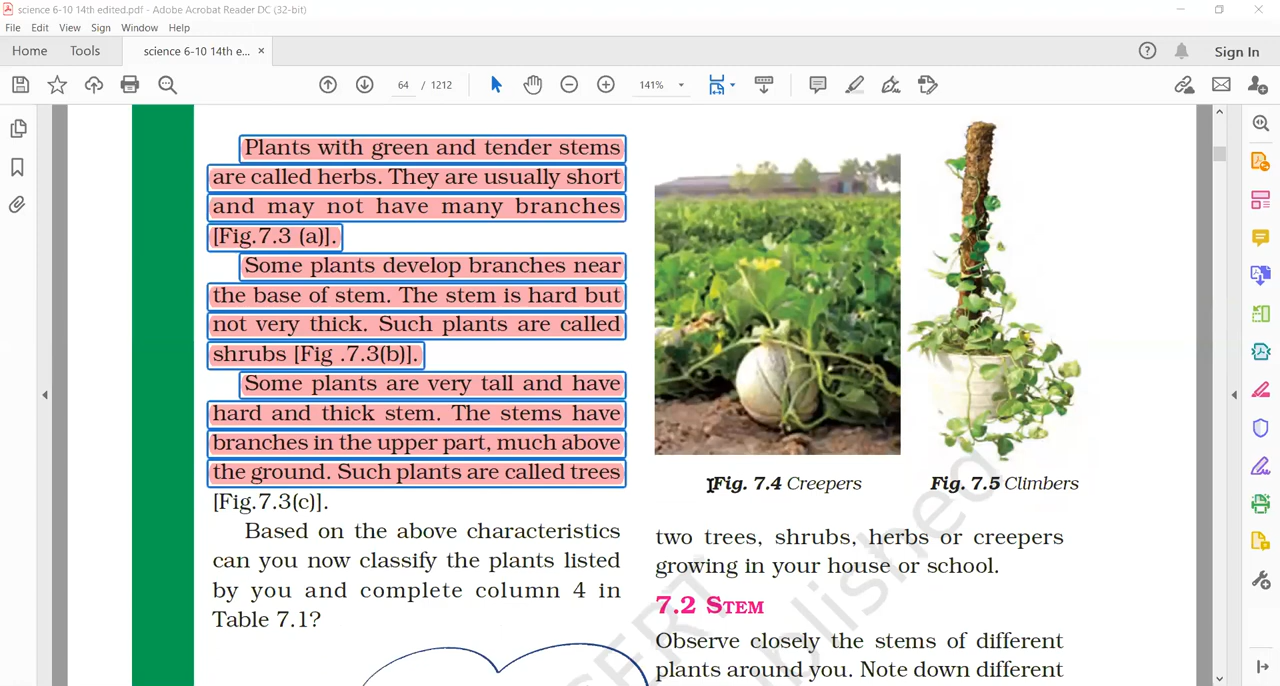 science 6-10 14th edited.pdf - Adobe Acrobat Reader DC (32-bit)
File Edit View Sign Window Help
Home Tools science 6-10 14th e... × Sign In
64 / 1212 141%
Plants with green and tender stems
are called herbs. They are usually short
and may not have many branches
[Fig.7.3 (a)].
Some plants develop branches near
the base of stem. The stem is hard but
not very thick. Such plants are called
shrubs [Fig .7.3(b)].
Some plants are very tall and have
hard and thick stem. The stems have
branches in the upper part, much above
the ground. Such plants are called trees
[Fig.7.3(c)].
Based on the above characteristics
can you now classify the plants listed
by you and complete column 4 in
Table 7.1?
Fig. 7.4 Creepers
Fig. 7.5 Climbers
two trees, shrubs, herbs or creepers
growing in your house or school.
7.2 STEM
Observe closely the stems of different
plants around you. Note down different